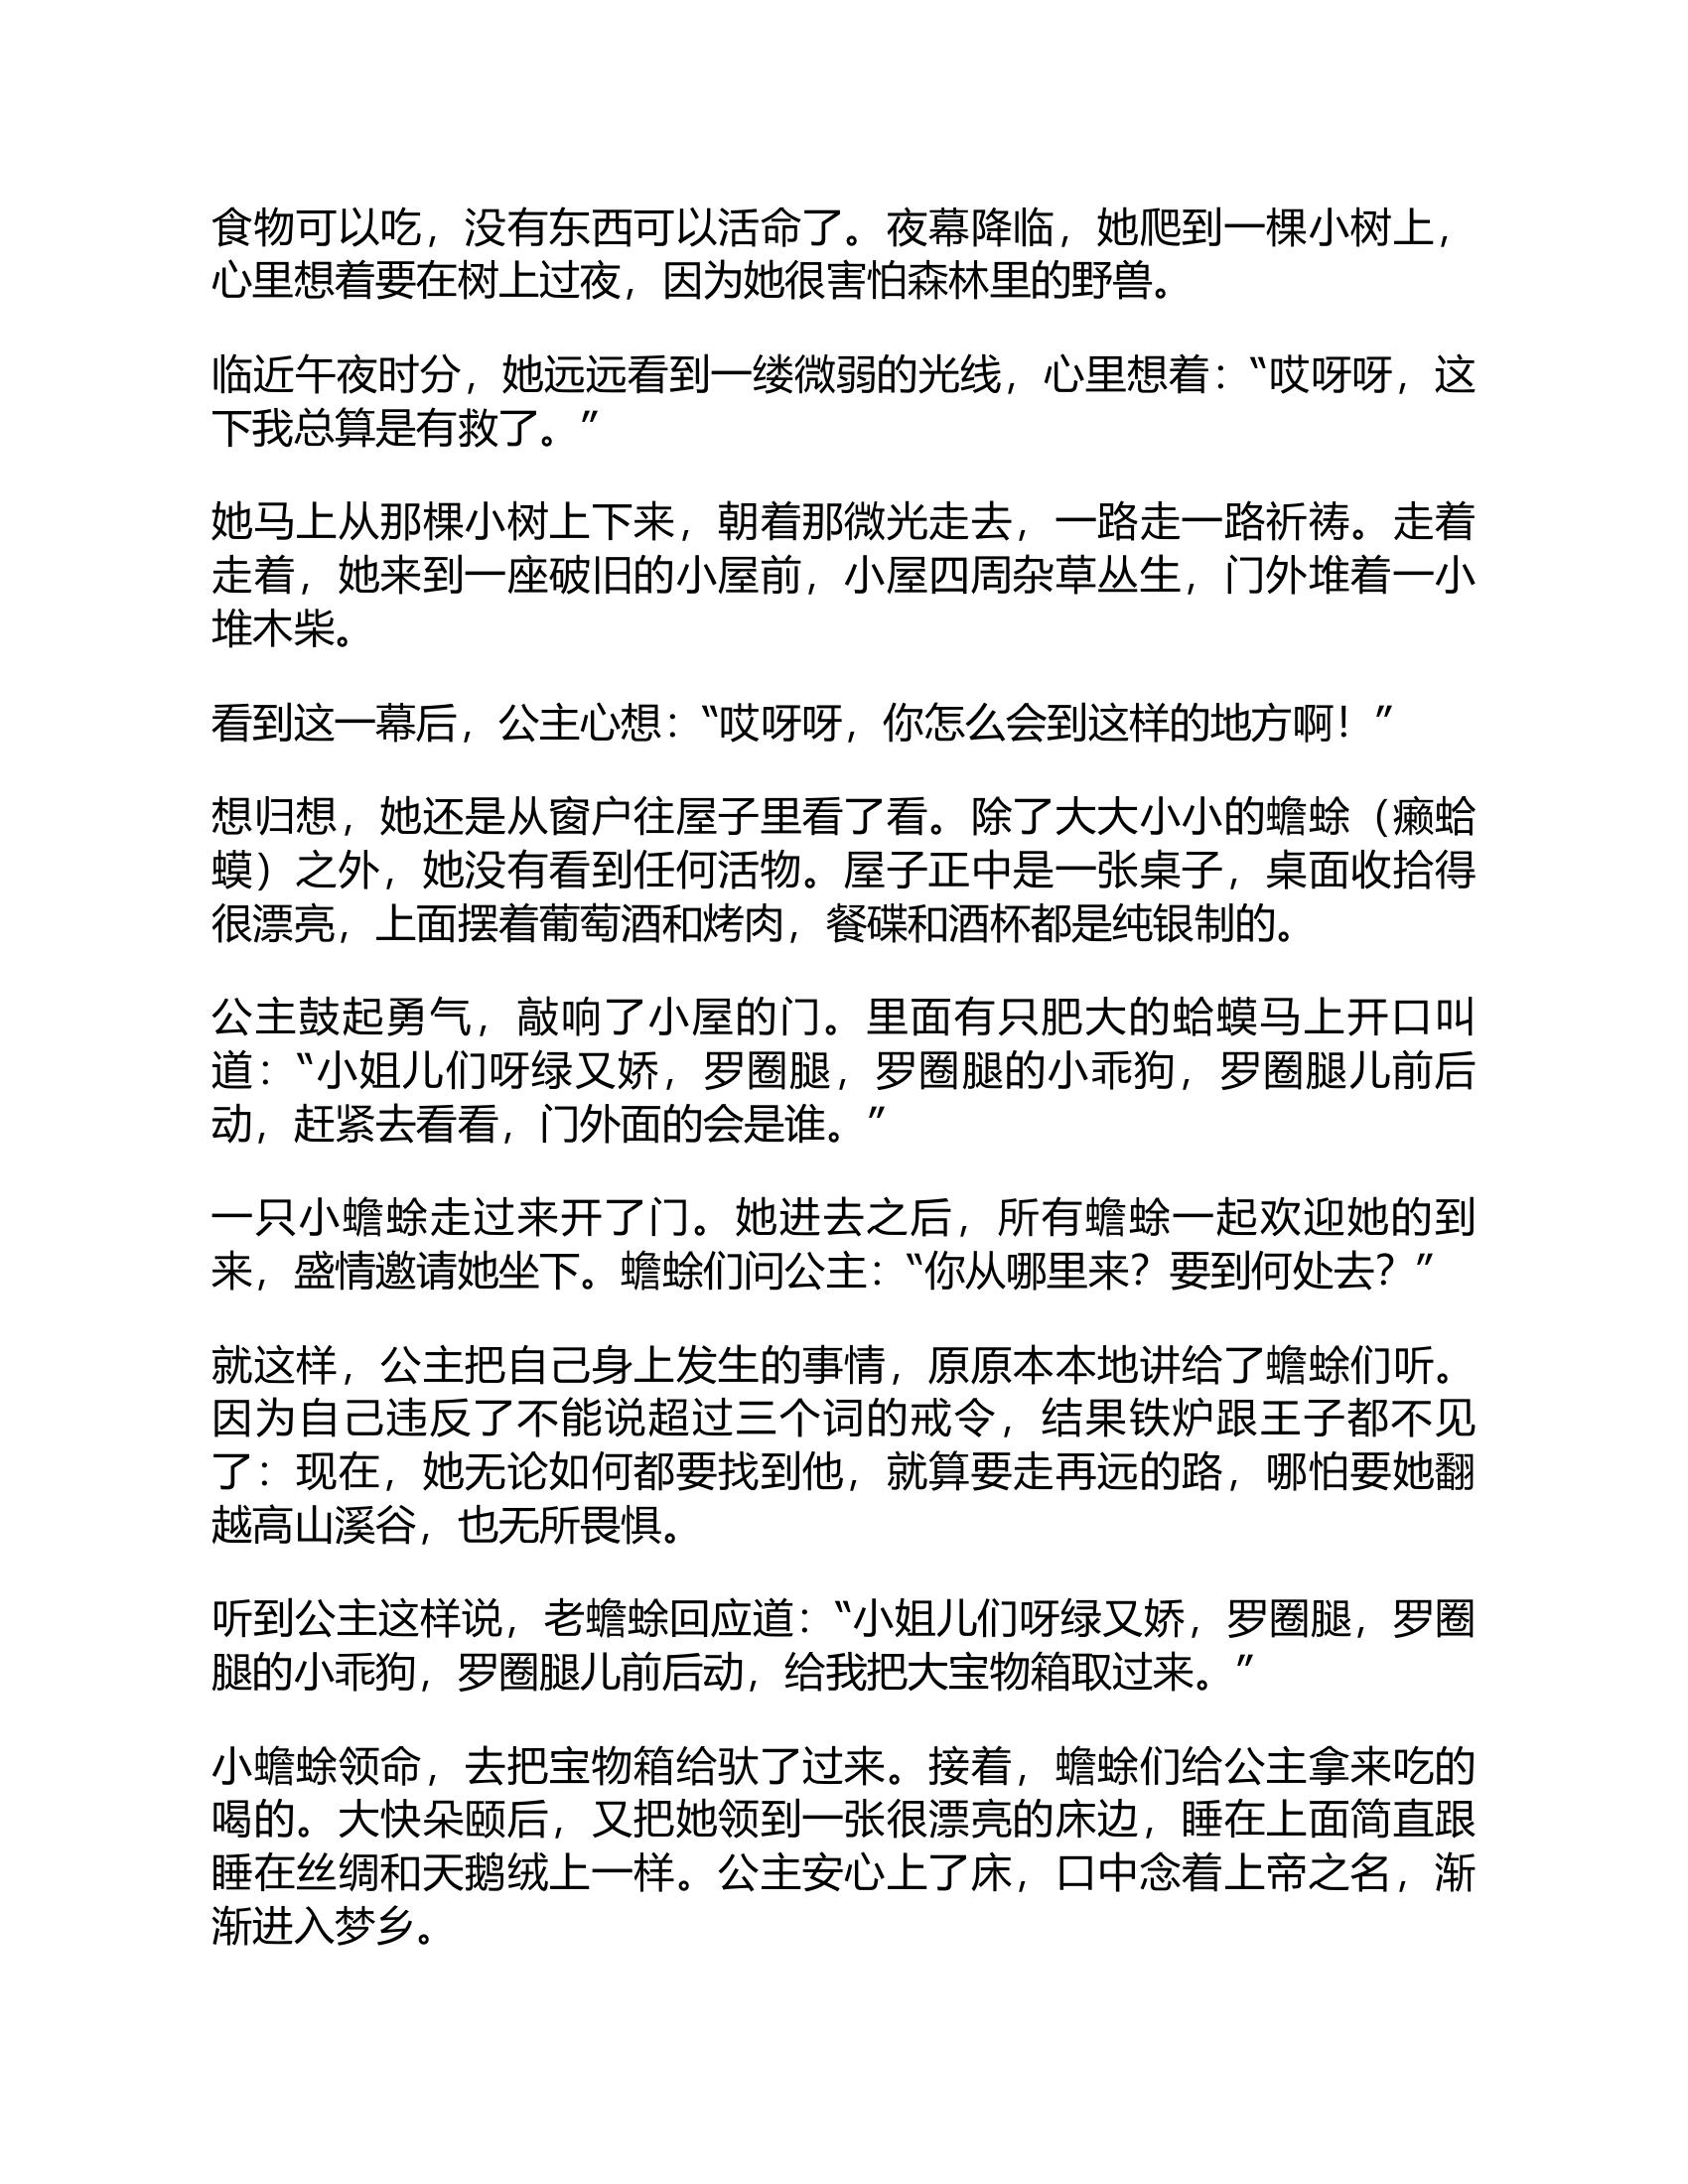 食物可以吃，没有东西可以活命了。夜幕降临，她爬到一棵小树上，
心里想着要在树上过夜，因为她很害怕森林里的野兽。
临近午夜时分，她远远看到一缕微弱的光线，心里想着：“哎呀呀，这
下我总算是有救了。”
她马上从那棵小树上下来，朝着那微光走去，一路走一路祈祷。走着
走着，她来到一座破旧的小屋前，小屋四周杂草丛生，门外堆着一小
堆木柴。
看到这一幕后，公主心想：“哎呀呀，你怎么会到这样的地方啊！”
想归想，她还是从窗户往屋子里看了看。除了大大小小的蟾蜍（癞蛤
蟆）之外，她没有看到任何活物。屋子正中是一张桌子，桌面收拾得
很漂亮，上面摆着葡萄酒和烤肉，餐碟和酒杯都是纯银制的。
公主鼓起勇气，敲响了小屋的门。里面有只肥大的蛤蟆马上开口叫
道：“小姐儿们呀绿又娇，罗圈腿，罗圈腿的小乖狗，罗圈腿儿前后
动，赶紧去看看，门外面的会是谁。”
一只小蟾蜍走过来开了门。她进去之后，所有蟾蜍一起欢迎她的到
来，盛情邀请她坐下。蟾蜍们问公主：“你从哪里来？要到何处去？”
就这样，公主把自己身上发生的事情，原原本本地讲给了蟾蜍们听。
因为自己违反了不能说超过三个词的戒令，结果铁炉跟王子都不见
了：现在，她无论如何都要找到他，就算要走再远的路，哪怕要她翻
越高山溪谷，也无所畏惧。
听到公主这样说，老蟾蜍回应道：“小姐儿们呀绿又娇，罗圈腿，罗圈
腿的小乖狗，罗圈腿儿前后动，给我把大宝物箱取过来。”
小蟾蜍领命，去把宝物箱给驮了过来。接着，蟾蜍们给公主拿来吃的
喝的。大快朵颐后，又把她领到一张很漂亮的床边，睡在上面简直跟
睡在丝绸和天鹅绒上一样。公主安心上了床，口中念着上帝之名，渐
渐进入梦乡。